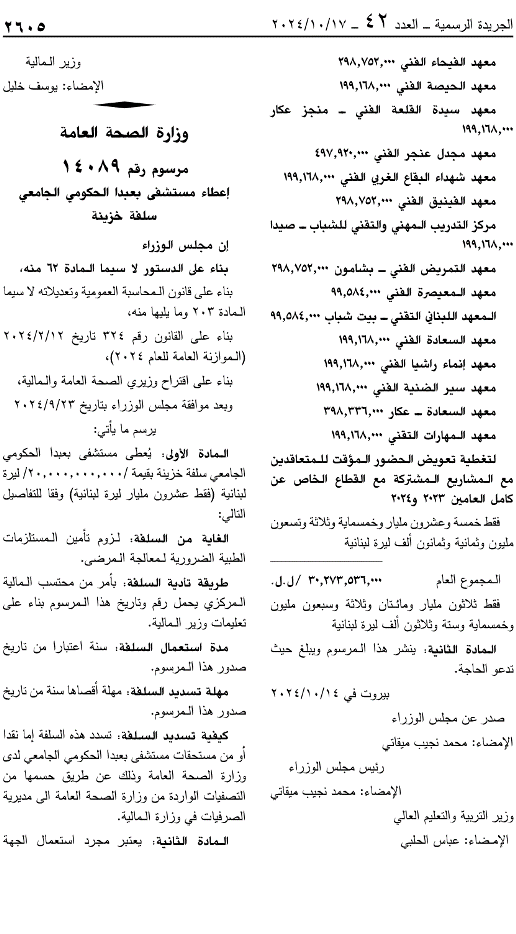 الجريدة الرسمية ــ العدد ٤٢ ــ ٢٠٢٤/١٠/١٧
٢٦٠٥
معهد الفيحاء الفني ٢٩٨,٧٥٢,٠٠٠
معهد الحيصة الفني ١٩٩,١٦٨,٠٠٠
معهد سيدة القلعة الفني ــ منجز عكار
١٩٩,١٦٨,٠٠٠
معهد مجدل عنجر الفني ٤٩٧,٩٢٠,٠٠٠
معهد شهداء البقاع الغربي الفني ١٩٩,١٦٨,٠٠٠
معهد الفينيق الفني ٢٩٨,٧٥٢,٠٠٠
مركز التدريب المهني والتقني للشباب ــ صيدا
١٩٩,١٦٨,٠٠٠
معهد التمريض الفني ــ بشامون ٢٩٨,٧٥٢,٠٠٠
معهد المعيصرة الفني ٩٩,٥٨٤,٠٠٠
المعهد اللبناني التقني ــ بيت شباب ٩٩,٥٨٤,٠٠٠
معهد السعادة الفني ١٩٩,١٦٨,٠٠٠
معهد إنماء راشيا الفني ١٩٩,١٦٨,٠٠٠
معهد سير الضنية الفني ١٩٩,١٦٨,٠٠٠
معهد السعادة ــ عكار ٣٩٨,٣٣٦,٠٠٠
معهد المهارات التقني ١٩٩,١٦٨,٠٠٠
لتغطية تعويض الحضور المؤقت للمتعاقدين
مع المشاريع المشتركة مع القطاع الخاص عن
كامل العامين ٢٠٢٣ و٢٠٢٤
فقط خمسة وعشرون مليار وخمسماية وثلاثة وتسعون
مليون وثمانية وثمانون ألف ليرة لبنانية
المجموع العام ٣٠,٢٧٣,٥٣٦,٠٠٠ /ل.ل.
فقط ثلاثون مليار ومائتان وثلاثة وسبعون مليون
وخمسماية وستة وثلاثون ألف ليرة لبنانية
المادة الثانية: ينشر هذا المرسوم ويبلغ حيث
تدعو الحاجة.
بيروت في ٢٠٢٤/١٠/١٤
صدر عن مجلس الوزراء
الإمضاء: محمد نجيب ميقاتي
رئيس مجلس الوزراء
الإمضاء: محمد نجيب ميقاتي
وزير التربية والتعليم العالي
الإمضاء: عباس الحلبي
وزير المالية
الإمضاء: يوسف خليل
وزارة الصحة العامة
مرسوم رقم ١٤٠٨٩
إعطاء مستشفى بعبدا الحكومي الجامعي
سلفة خزينة
إن مجلس الوزراء
بناء على الدستور لا سيما المادة ٦٢ منه،
بناء على قانون المحاسبة العمومية وتعديلاته لا سيما
المادة ٢٠٣ وما يليها منه،
بناء على القانون رقم ٣٢٤ تاريخ ٢٠٢٤/٢/١٢
(الموازنة العامة للعام ٢٠٢٤)،
بناء على اقتراح وزيري الصحة العامة والمالية،
وبعد موافقة مجلس الوزراء بتاريخ ٢٠٢٤/٩/٢٣
يرسم ما يأتي:
المادة الأولى: يُعطى مستشفى بعبدا الحكومي
الجامعي سلفة خزينة بقيمة /٢٠,٠٠٠,٠٠٠,٠٠٠/ ليرة
لبنانية (فقط عشرون مليار ليرة لبنانية) وفقا للتفاصيل
التالي:
الغاية من السلفة: لزوم تأمين المستلزمات
الطبية الضرورية لمعالجة المرضى.
طريقة تادية السلفة: بأمر من محتسب المالية
المركزي يحمل رقم وتاريخ هذا المرسوم بناء على
تعليمات وزير المالية.
مدة استعمال السلفة: سنة اعتبارا من تاريخ
صدور هذا المرسوم.
مهلة تسديد السلفة: مهلة أقصاها سنة من تاريخ
صدور هذا المرسوم.
كيفية تسديد السلفة: تسدد هذه السلفة إما نقدا
أو من مستحقات مستشفى بعبدا الحكومي الجامعي لدى
وزارة الصحة العامة وذلك عن طريق حسمها من
التصفيات الواردة من وزارة الصحة العامة الى مديرية
الصرفيات في وزارة المالية.
المادة الثانية: يعتبر مجرد استعمال الجهة